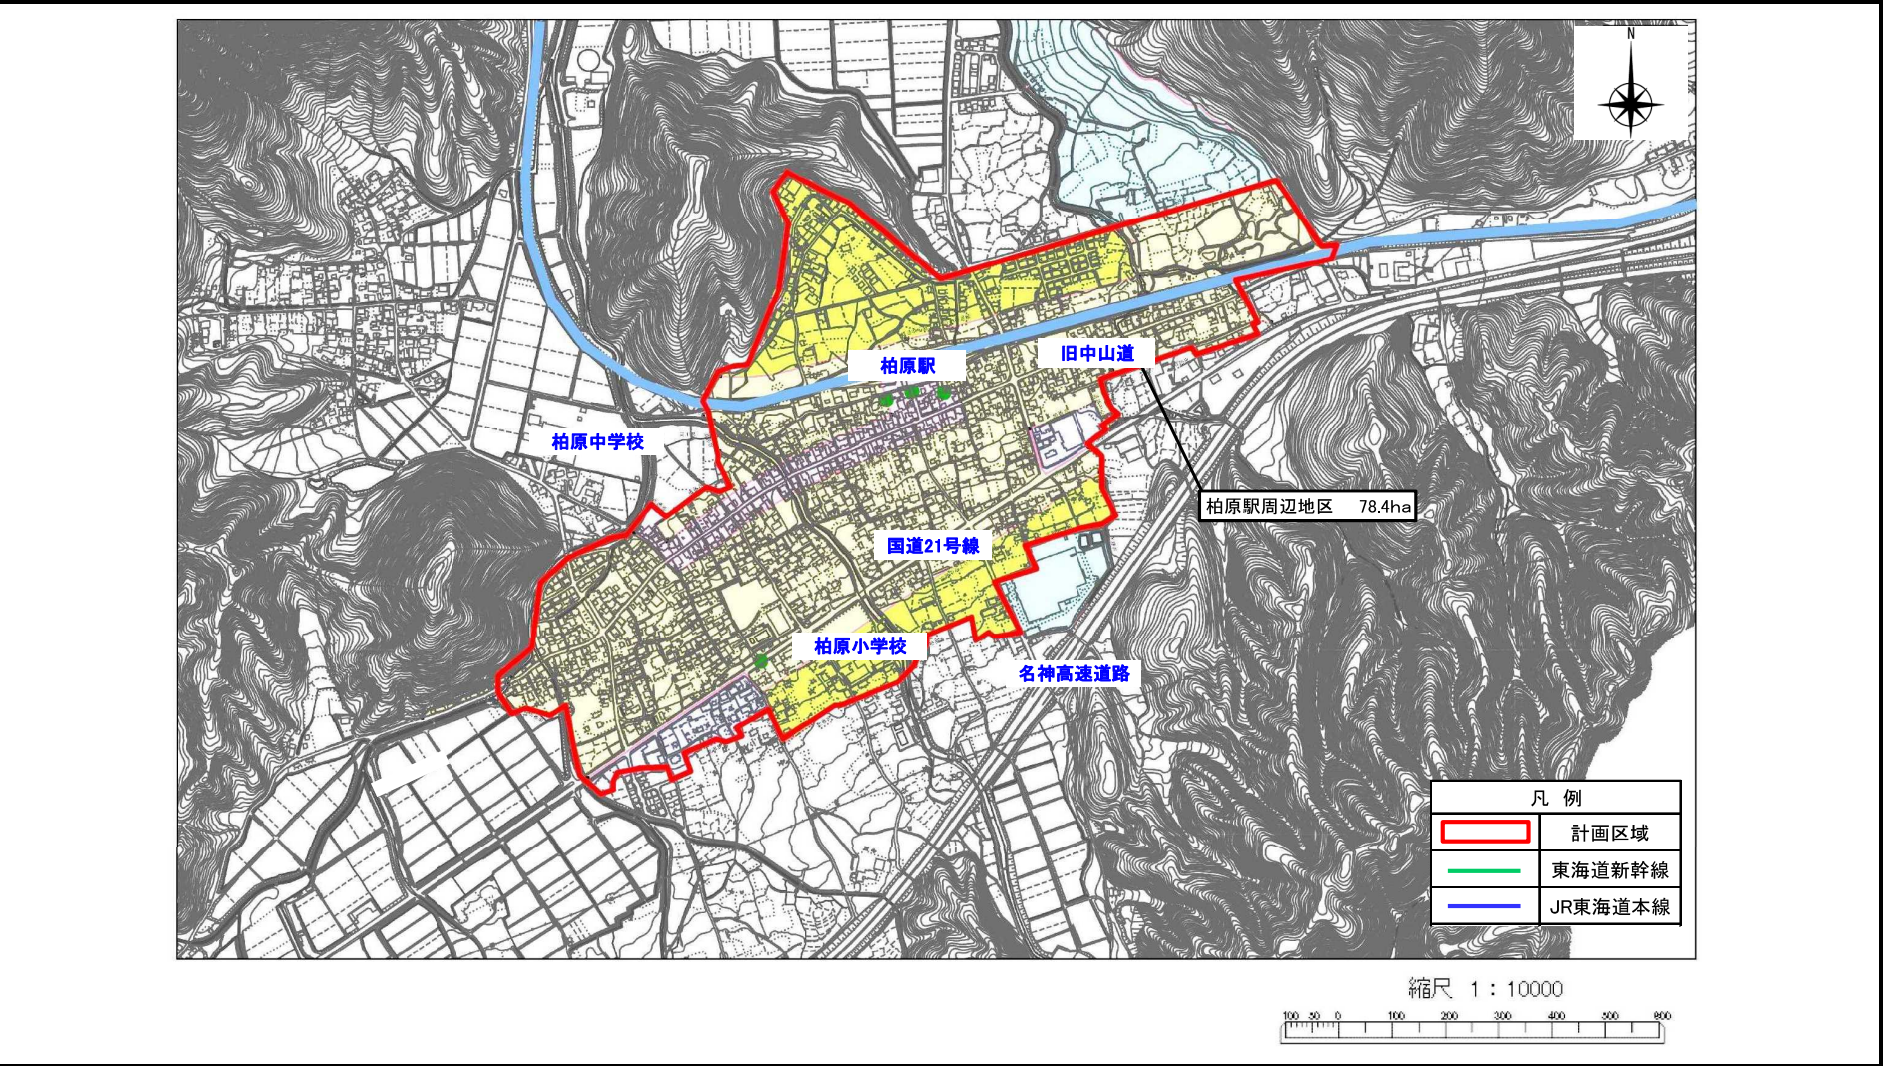 N
柏原駅
旧中山道
柏原中学校
柏原駅周辺地区 78.4ha
国道21号線
柏原小学校
名神高速道路
凡 例
計画区域
東海道新幹線
JR東海道本線
縮尺 1：10000
100 50 0 100 200 300 400 500 600